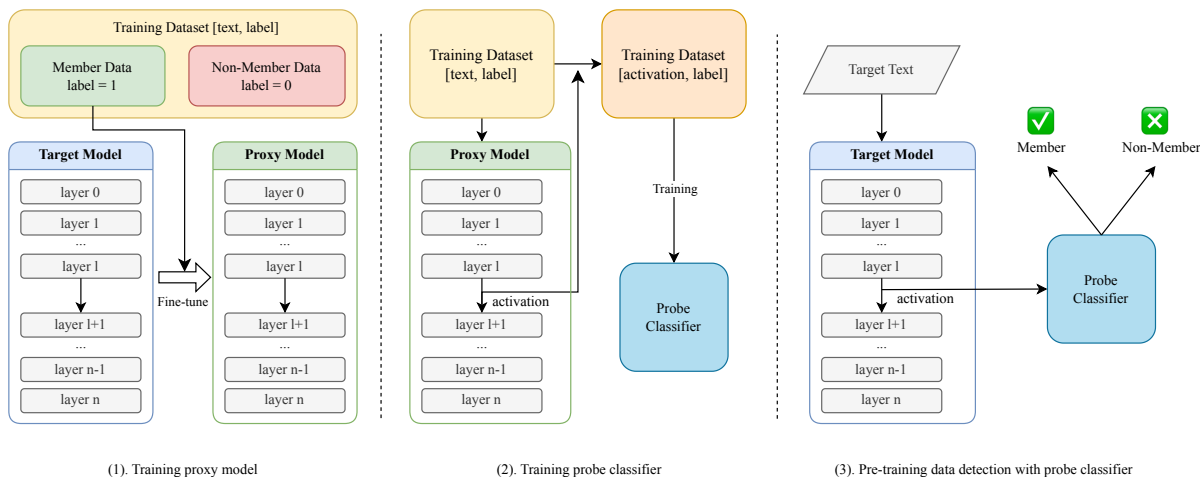 Training Dataset [text, label]
Member Data
label = 1
Non-Member Data
label = 0
Target Model
layer 0
layer 1
...
layer l
layer l+1
...
layer n-1
layer n
Fine-tune
Proxy Model
layer 0
layer 1
...
layer l
layer l+1
...
layer n-1
layer n
(1). Training proxy model
Training Dataset
[text, label]
Training Dataset
[activation, label]
Proxy Model
layer 0
layer 1
...
layer l
activation
layer l+1
...
layer n-1
layer n
Training
Probe
Classifier
(2). Training probe classifier
Target Text
Target Model
layer 0
layer 1
...
layer l
activation
layer l+1
...
layer n-1
layer n
Member
Non-Member
Probe
Classifier
(3). Pre-training data detection with probe classifier